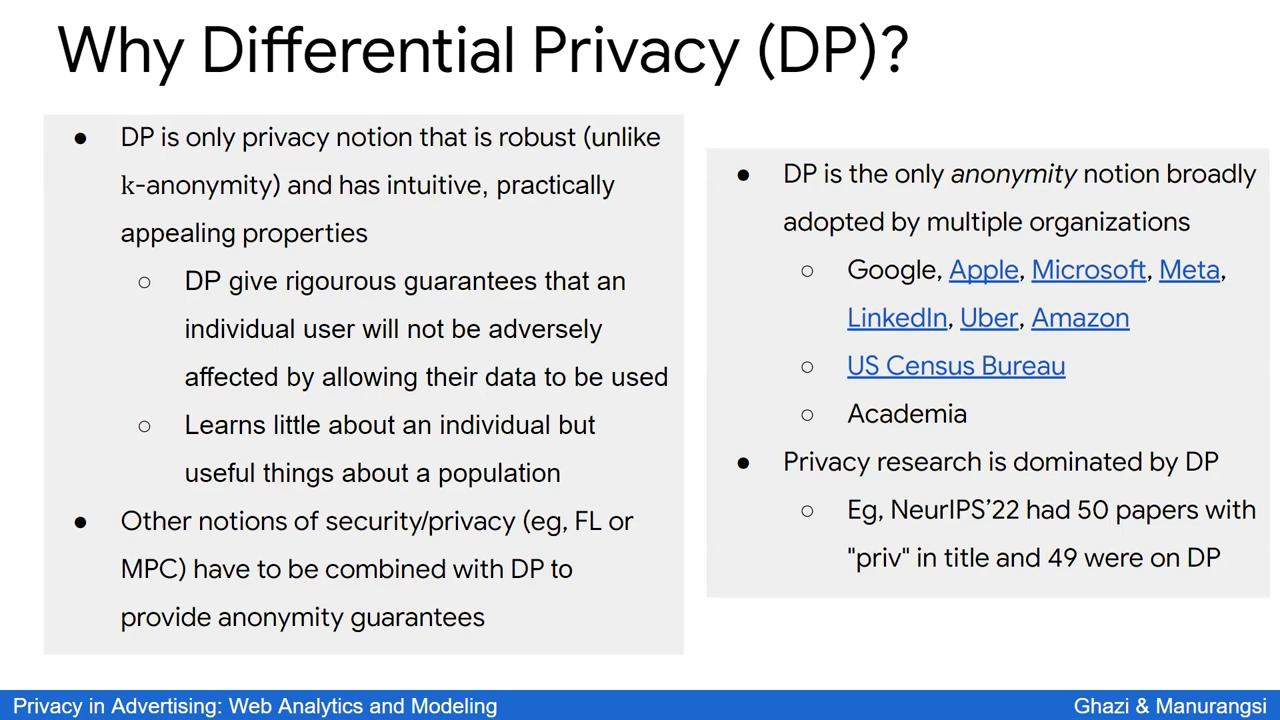 Why Differential Privacy (DP)?
● DP is only privacy notion that is robust (unlike
k-anonymity) and has intuitive, practically
appealing properties
○ DP give rigourous guarantees that an
individual user will not be adversely
affected by allowing their data to be used
○ Learns little about an individual but
useful things about a population
● Other notions of security/privacy (eg, FL or
MPC) have to be combined with DP to
provide anonymity guarantees
● DP is the only anonymity notion broadly
adopted by multiple organizations
○ Google, Apple, Microsoft, Meta,
LinkedIn, Uber, Amazon
○ US Census Bureau
○ Academia
● Privacy research is dominated by DP
○ Eg, NeurIPS’22 had 50 papers with
"priv" in title and 49 were on DP
Privacy in Advertising: Web Analytics and Modeling
Ghazi & Manurangsi